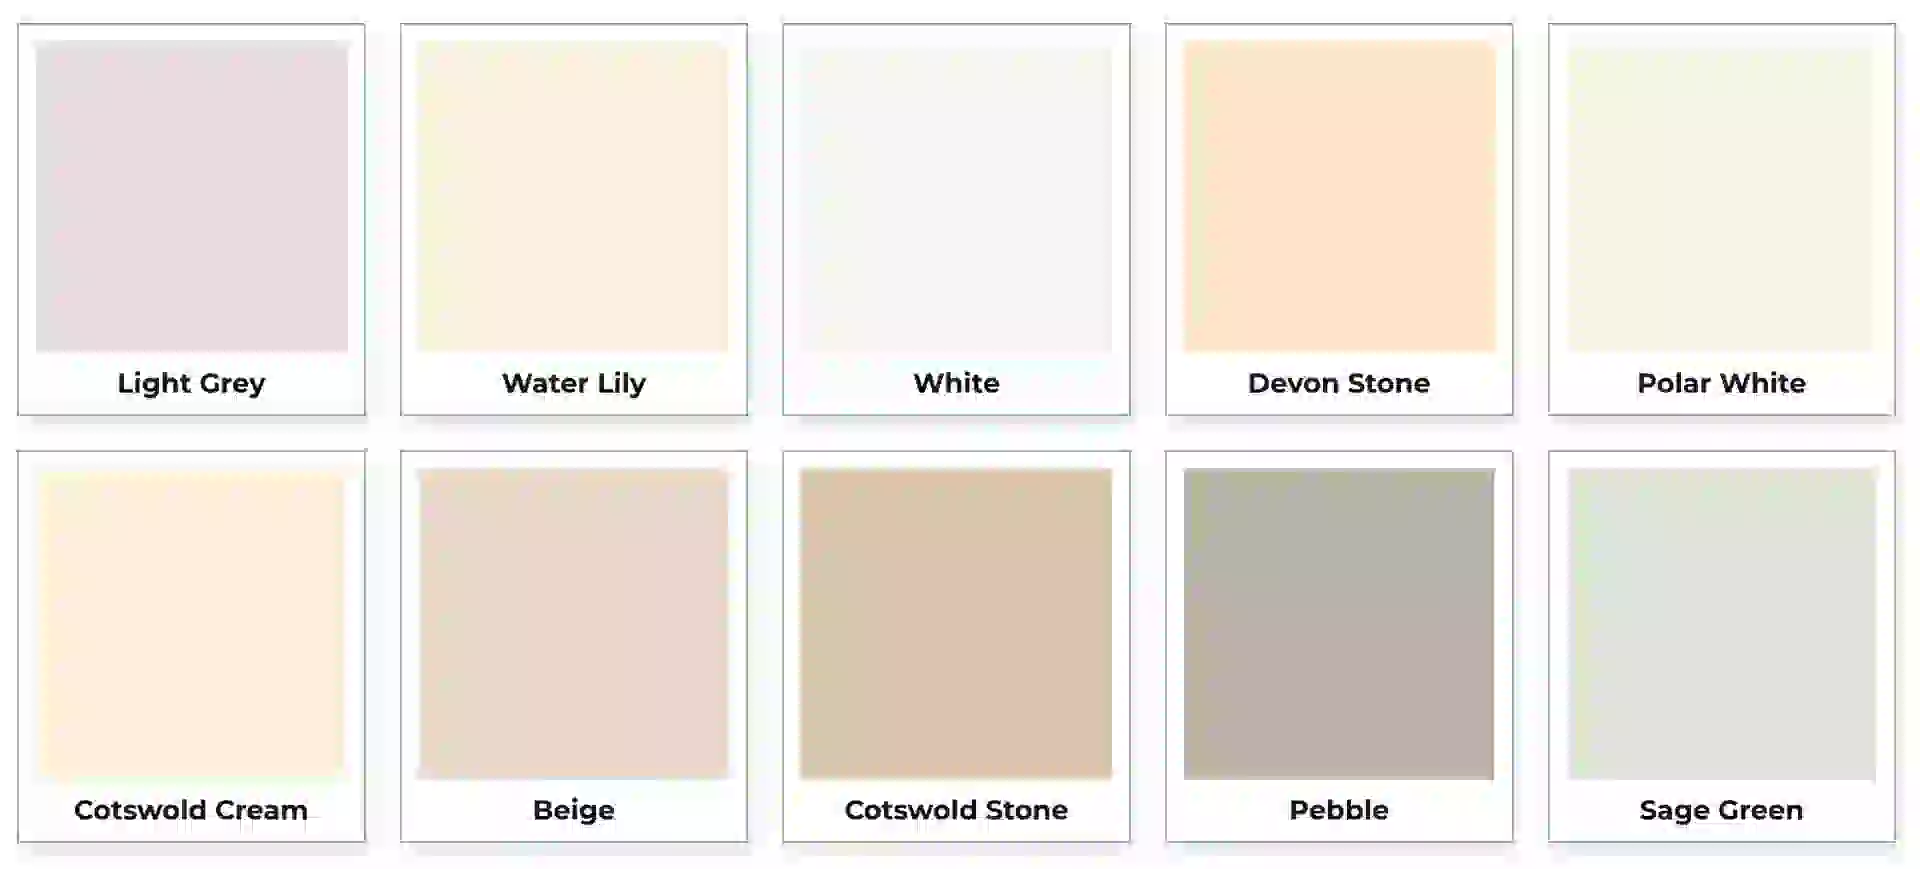 Light Grey
Water Lily
White
Devon Stone
Polar White
Cotswold Cream
Beige
Cotswold Stone
Pebble
Sage Green